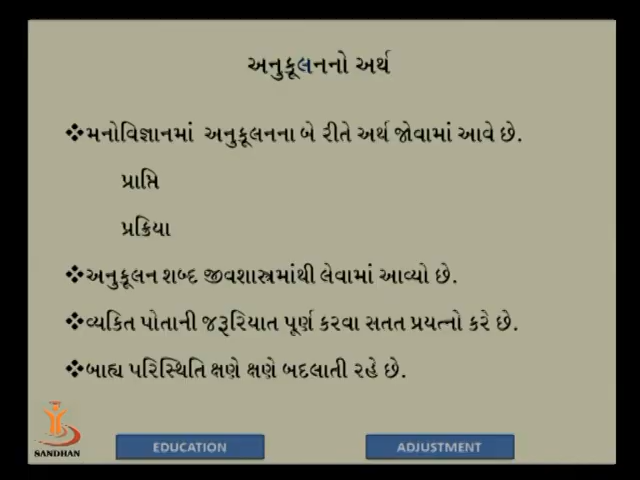 અનુકૂલનનો અર્થ
❖મનોવિજ્ઞાનમાં અનુકૂલનના બે રીતે અર્થ જોવામાં આવે છે.
પ્રાપ્તિ
પ્રક્રિયા
❖અનુકૂલન શબ્દ જીવશાસ્ત્રમાંથી લેવામાં આવ્યો છે.
❖વ્યકિત પોતાની જરૂરિયાત પૂર્ણ કરવા સતત પ્રયત્નો કરે છે.
❖બાહ્ય પરિસ્થિતિ ક્ષણે ક્ષણે બદલાતી રહે છે.
SANDHAN
EDUCATION
ADJUSTMENT